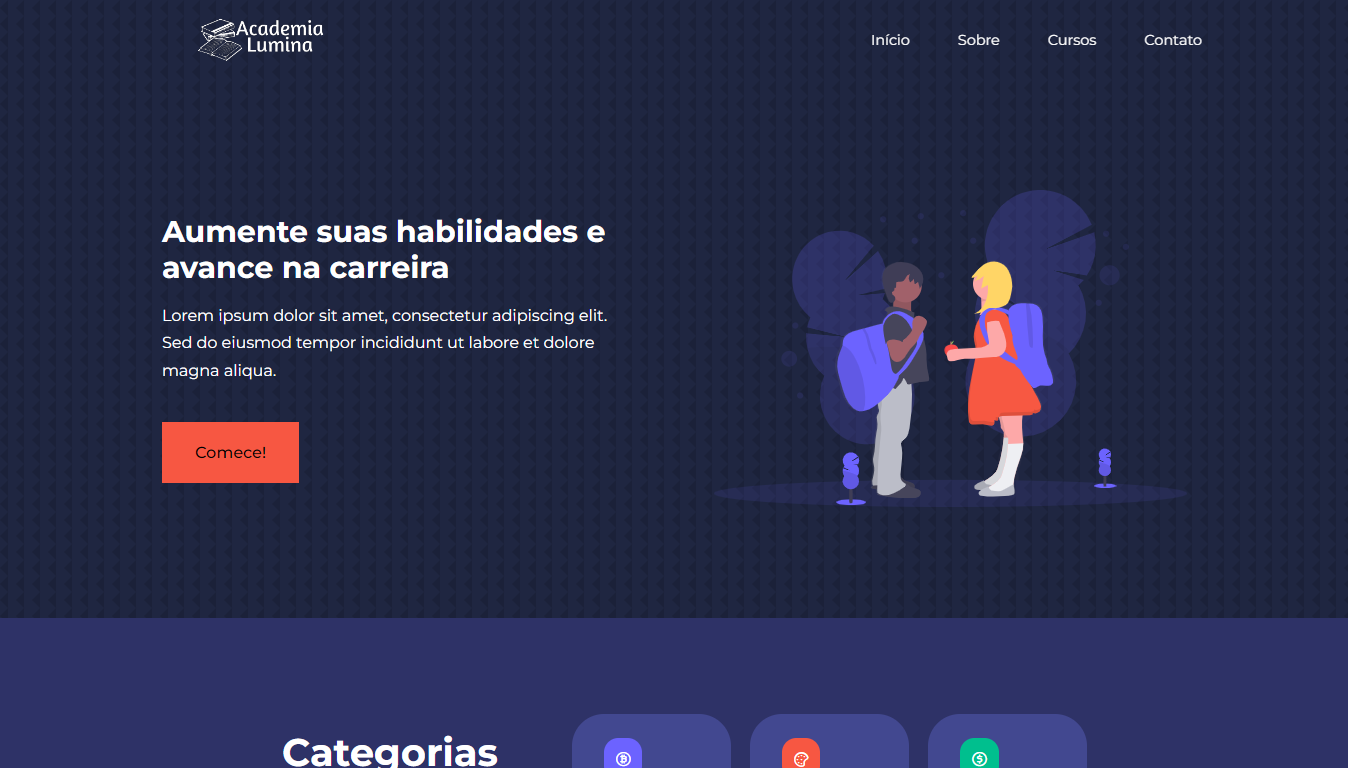 Academia
Lumina
Início
Sobre
Cursos
Contato
Aumente suas habilidades e
avance na carreira
Lorem ipsum dolor sit amet, consectetur adipiscing elit.
Sed do eiusmod tempor incididunt ut labore et dolore
magna aliqua.
Comece!
Categorias